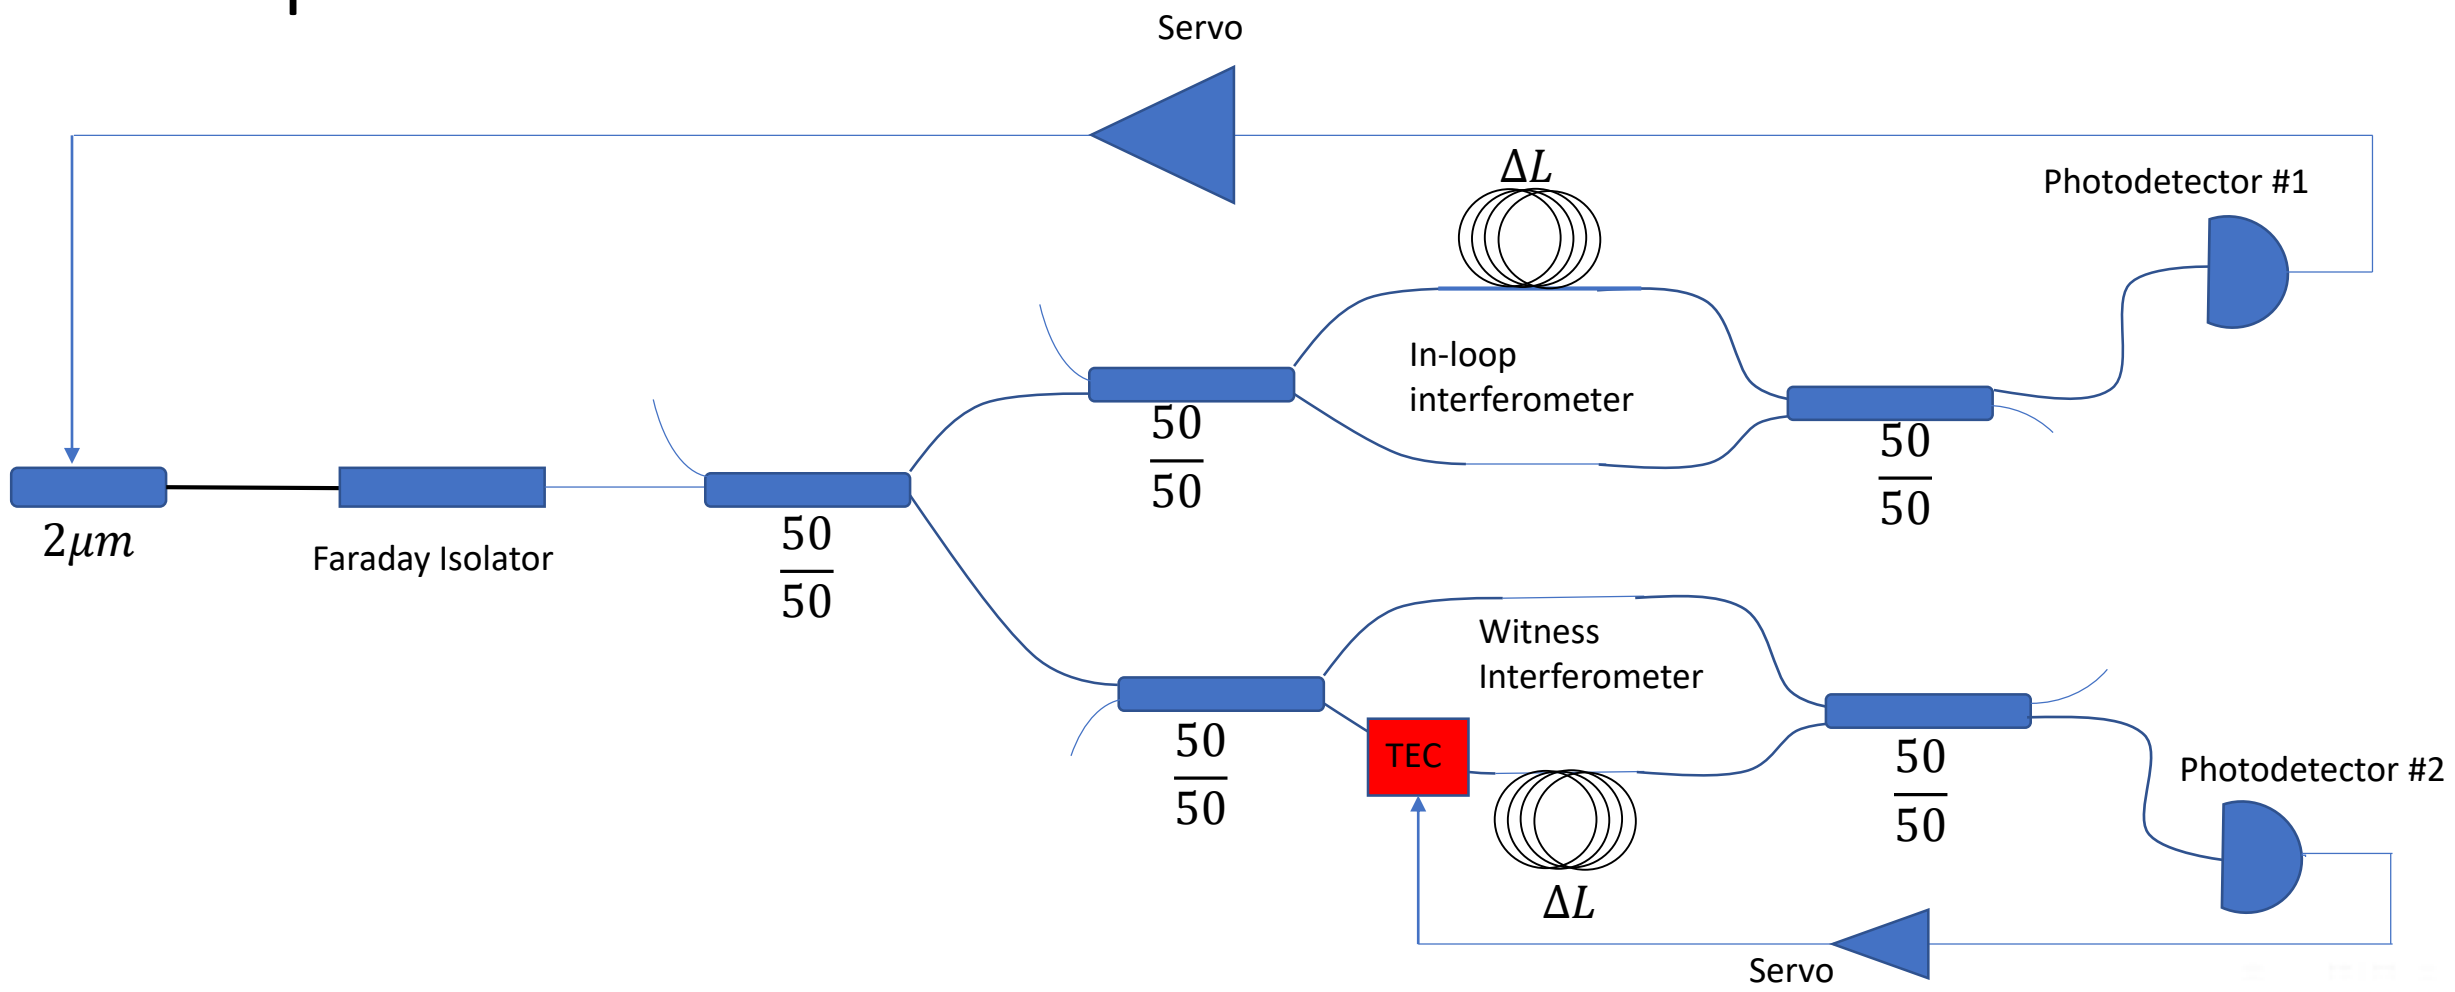 Servo
ΔL
Photodetector #1
In-loop
interferometer
50
50
50
50
2μm
Faraday Isolator
50
50
Witness
Interferometer
TEC
50
50
50
50
Photodetector #2
ΔL
Servo